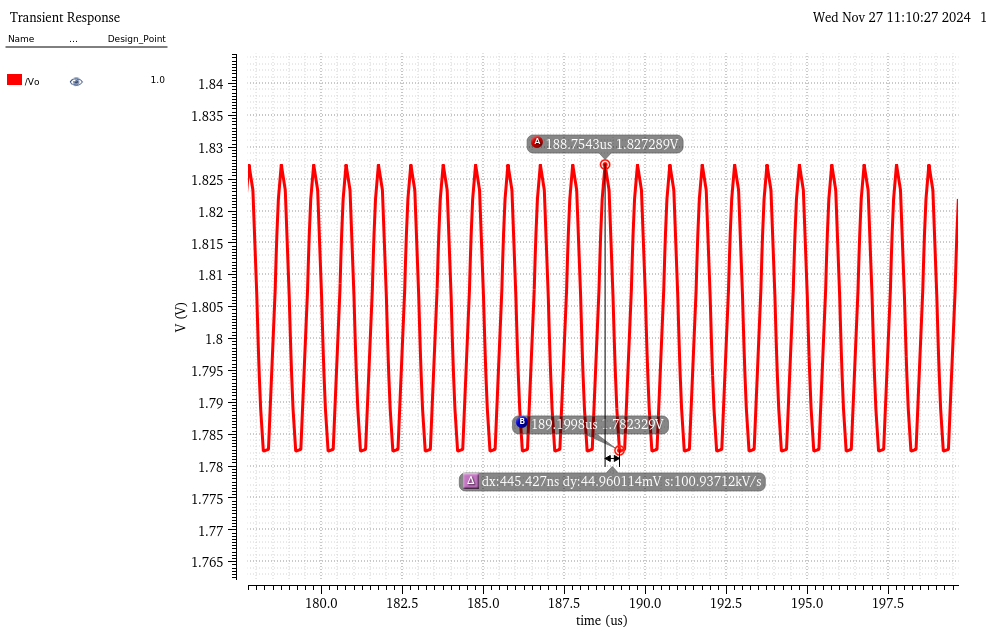 Transient Response
Wed Nov 27 11:10:27 2024 1
Name ... Design_Point
/Vo 1.0
V (V)
1.84
1.835
1.83
1.825
1.82
1.815
1.81
1.805
1.8
1.795
1.79
1.785
1.78
1.775
1.77
1.765
A 188.7543us 1.827289V
B 189.1998us 1.782329V
Δ dx:445.427ns dy:44.960114mV s:100.93712kV/s
180.0 182.5 185.0 187.5 190.0 192.5 195.0 197.5
time (us)